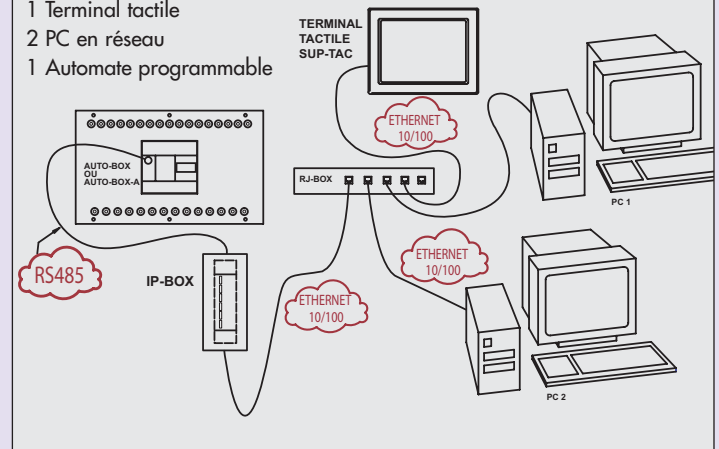 1 Terminal tactile
2 PC en réseau
1 Automate programmable
TERMINAL
TACTILE
SUP-TAC
ETHERNET
10/100
AUTO-BOX
OU
AUTO-BOX-A
RJ-BOX
PC 1
RS485
IP-BOX
ETHERNET
10/100
ETHERNET
10/100
PC 2